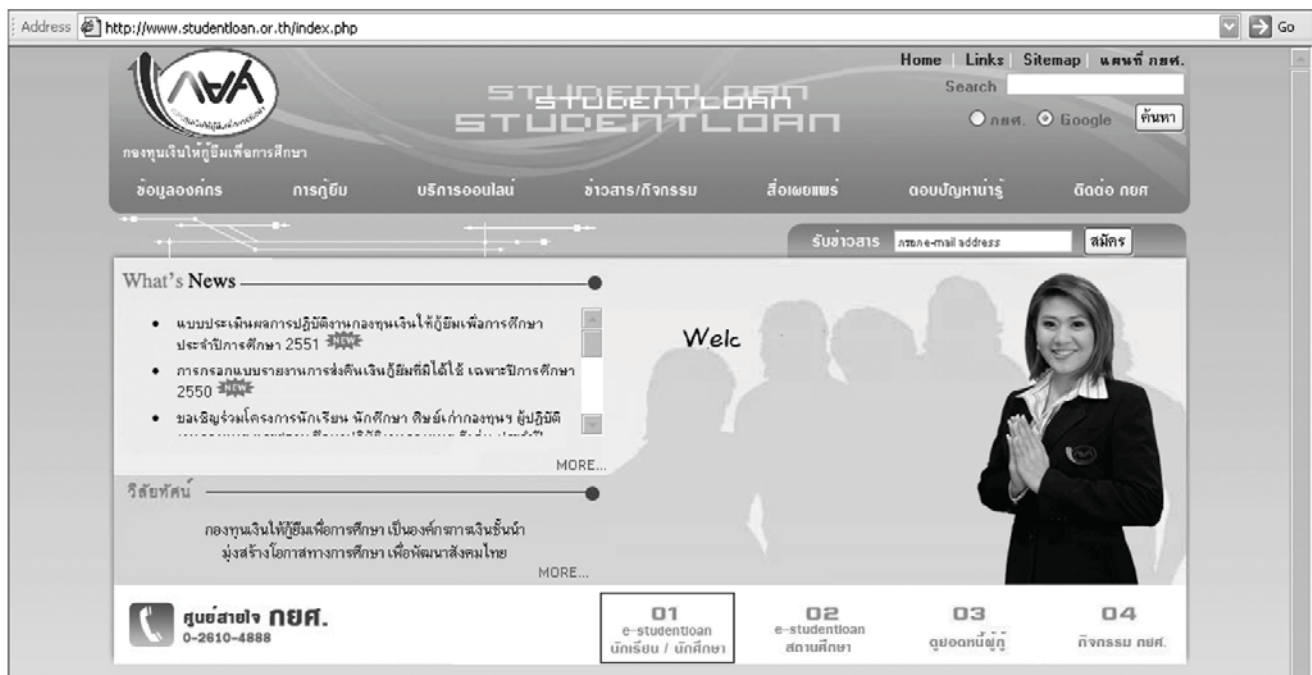 Address http://www.studentloan.or.th/index.php Go
Home | Links | Sitemap | แผนที่ กยศ.
Search
กยศ. Google ค้นหา
STUDENTLOAN
STUDENTLOAN
STUDENTLOAN
กยศ
กองทุนเงินให้กู้ยืมเพื่อการศึกษา
ข้อมูลองค์กร การกู้ยืม บริการออนไลน์ ข่าวสาร/กิจกรรม สื่อเผยแพร่ ตอบปัญหาน่ารู้ ติดต่อ กยศ
รับข่าวสาร กรอก e-mail address สมัคร
What's News
แบบประเมินผลการปฏิบัติงานกองทุนเงินให้กู้ยืมเพื่อการศึกษา
ประจำปีการศึกษา 2551 NEW
การกรอกแบบรายงานการส่งคืนเงินกู้ยืมที่มิได้ใช้ เฉพาะปีการศึกษา
2550 NEW
ขอเชิญร่วมโครงการนักเรียน นักศึกษา ศิษย์เก่ากองทุนฯ ผู้ปฏิบัติ
MORE...
Welc
วิสัยทัศน์
กองทุนเงินให้กู้ยืมเพื่อการศึกษา เป็นองค์กรการเงินชั้นนำ
มุ่งสร้างโอกาสทางการศึกษา เพื่อพัฒนาสังคมไทย
MORE...
ศูนย์สายใจ กยศ.
0-2610-4888
01
e-studentloan
นักเรียน / นักศึกษา
02
e-studentloan
สถานศึกษา
03
ดูยอดหนี้ผู้กู้
04
กิจกรรม กยศ.